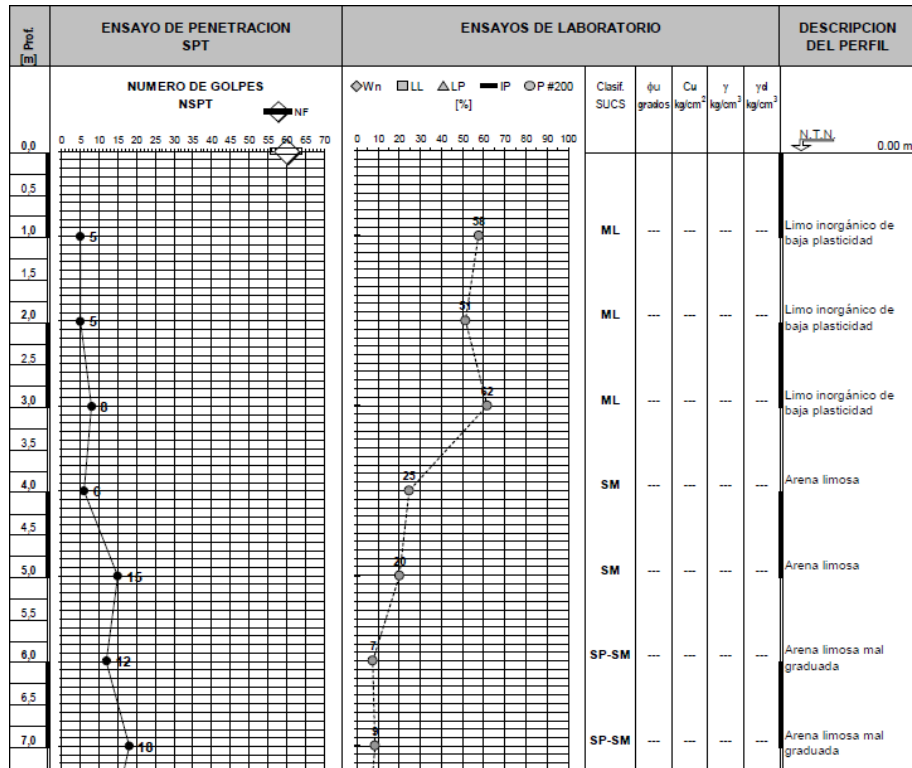 Prof. [m]
ENSAYO DE PENETRACION
SPT
ENSAYOS DE LABORATORIO
DESCRIPCION
DEL PERFIL
NUMERO DE GOLPES
NSPT
NF
0 5 10 15 20 25 30 35 40 45 50 55 60 65 70
Wn LL LP IP P #200
[%]
0 10 20 30 40 50 60 70 80 90 100
Clasif.
SUCS
ϕu
grados
Cu
kg/cm²
γ
kg/cm³
γd
kg/cm³
N.T.N.
0.00 m
0,0
0,5
1,0
5
58
ML
---
---
---
---
Limo inorgánico de
baja plasticidad
1,5
2,0
5
51
ML
---
---
---
---
Limo inorgánico de
baja plasticidad
2,5
3,0
8
62
ML
---
---
---
---
Limo inorgánico de
baja plasticidad
3,5
4,0
6
25
SM
---
---
---
---
Arena limosa
4,5
5,0
15
20
SM
---
---
---
---
Arena limosa
5,5
6,0
12
7
SP-SM
---
---
---
---
Arena limosa mal
graduada
6,5
7,0
18
9
SP-SM
---
---
---
---
Arena limosa mal
graduada